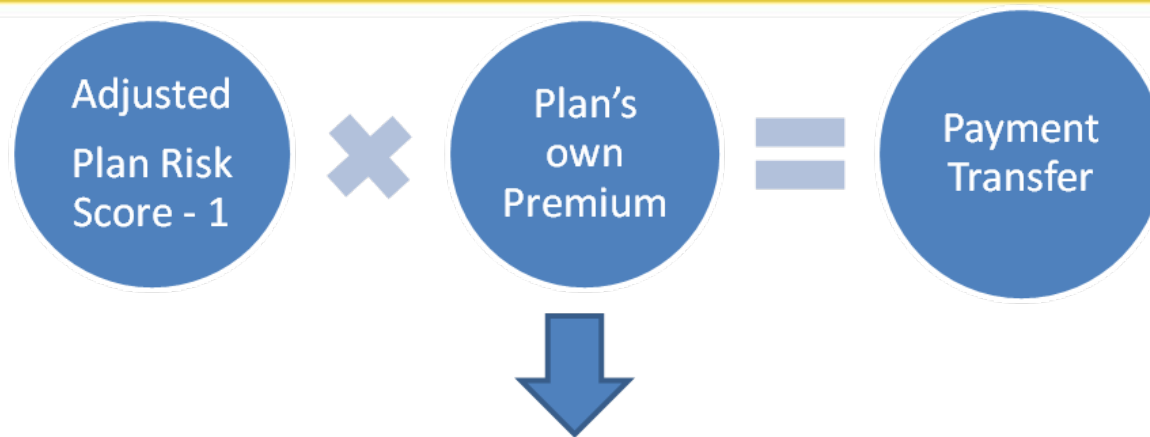 Adjusted
Plan Risk
Score - 1
Plan’s
own
Premium
Payment
Transfer